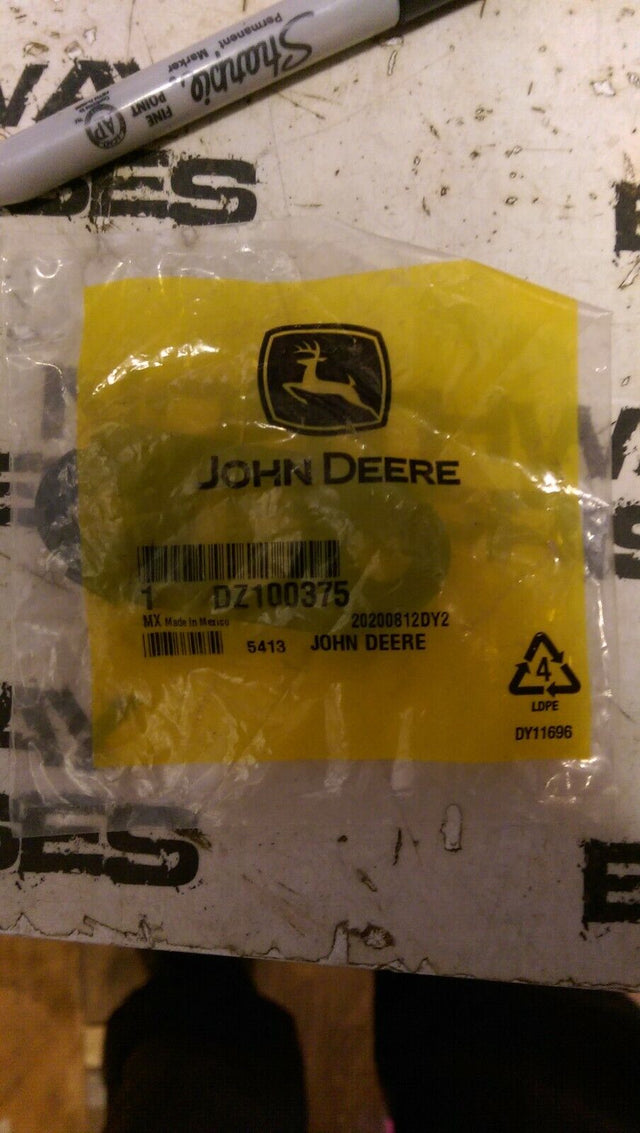 Sharpie
Permanent Marker
FINE
POINT
AP
DES
JOHN DEERE
1 DZ100375
MX Made In Mexico 20200812DY2
5413 JOHN DEERE
4
LDPE
DY11696